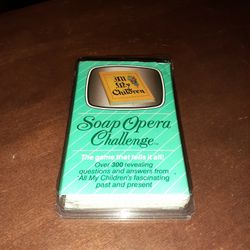 All
My
Children
Soap Opera
Challenge™
The game that tells it all!
Over 300 revealing
questions and answers from
All My Children's fascinating
past and present